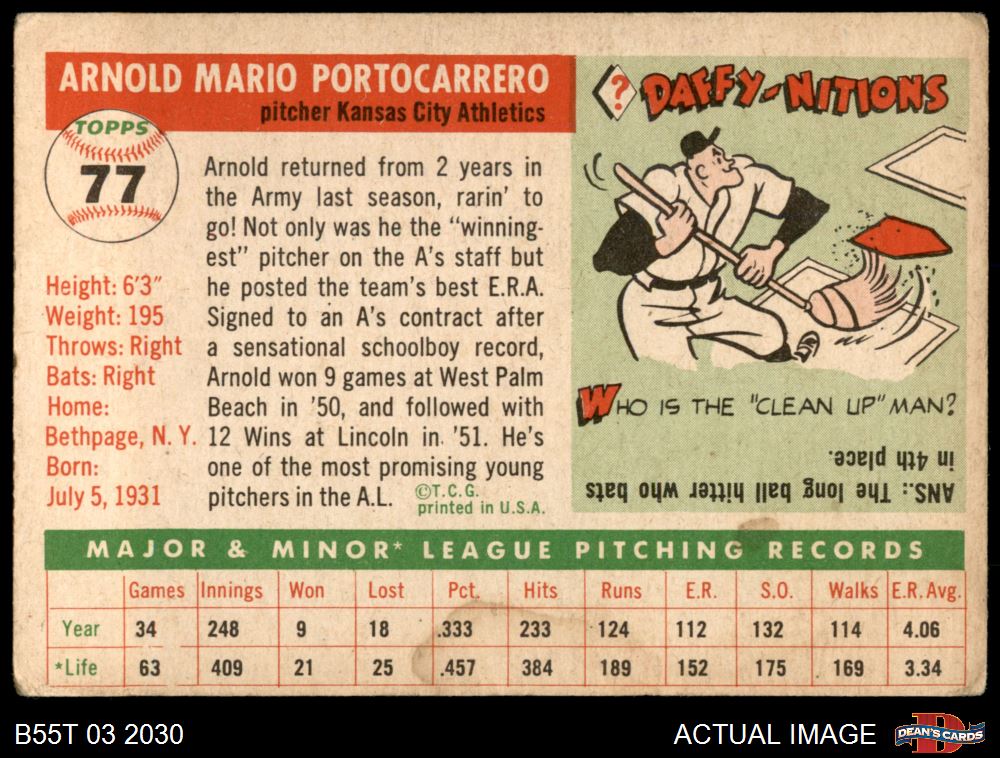 ARNOLD MARIO PORTOCARRERO
pitcher Kansas City Athletics
TOPPS
77
Height: 6'3"
Weight: 195
Throws: Right
Bats: Right
Home:
Bethpage, N. Y.
Born:
July 5, 1931
Arnold returned from 2 years in
the Army last season, rarin' to
go! Not only was he the "winning-
est" pitcher on the A's staff but
he posted the team's best E.R.A.
Signed to an A's contract after
a sensational schoolboy record,
Arnold won 9 games at West Palm
Beach in '50, and followed with
12 Wins at Lincoln in '51. He's
one of the most promising young
pitchers in the A.L.
©T.C.G.
printed in U.S.A.
? DAFFY-NITIONS
WHO IS THE "CLEAN UP" MAN?
ANS.: The long ball hitter who bats
in 4th place.
MAJOR & MINOR* LEAGUE PITCHING RECORDS
Games Innings Won Lost Pct. Hits Runs E.R. S.O. Walks E.R. Avg.
Year 34 248 9 18 .333 233 124 112 132 114 4.06
*Life 63 409 21 25 .457 384 189 152 175 169 3.34
B55T 03 2030
ACTUAL IMAGE
D
DEAN'S CARDS